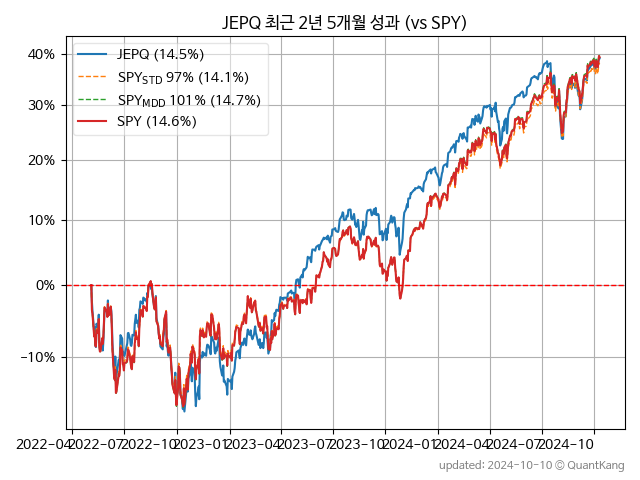 JEPQ 최근 2년 5개월 성과 (vs SPY)
JEPQ (14.5%)
SPY_STD 97% (14.1%)
SPY_MDD 101% (14.7%)
SPY (14.6%)
40%
30%
20%
10%
0%
−10%
2022-04 2022-07 2022-10 2023-01 2023-04 2023-07 2023-10 2024-01 2024-04 2024-07 2024-10
updated: 2024-10-10 © QuantKang